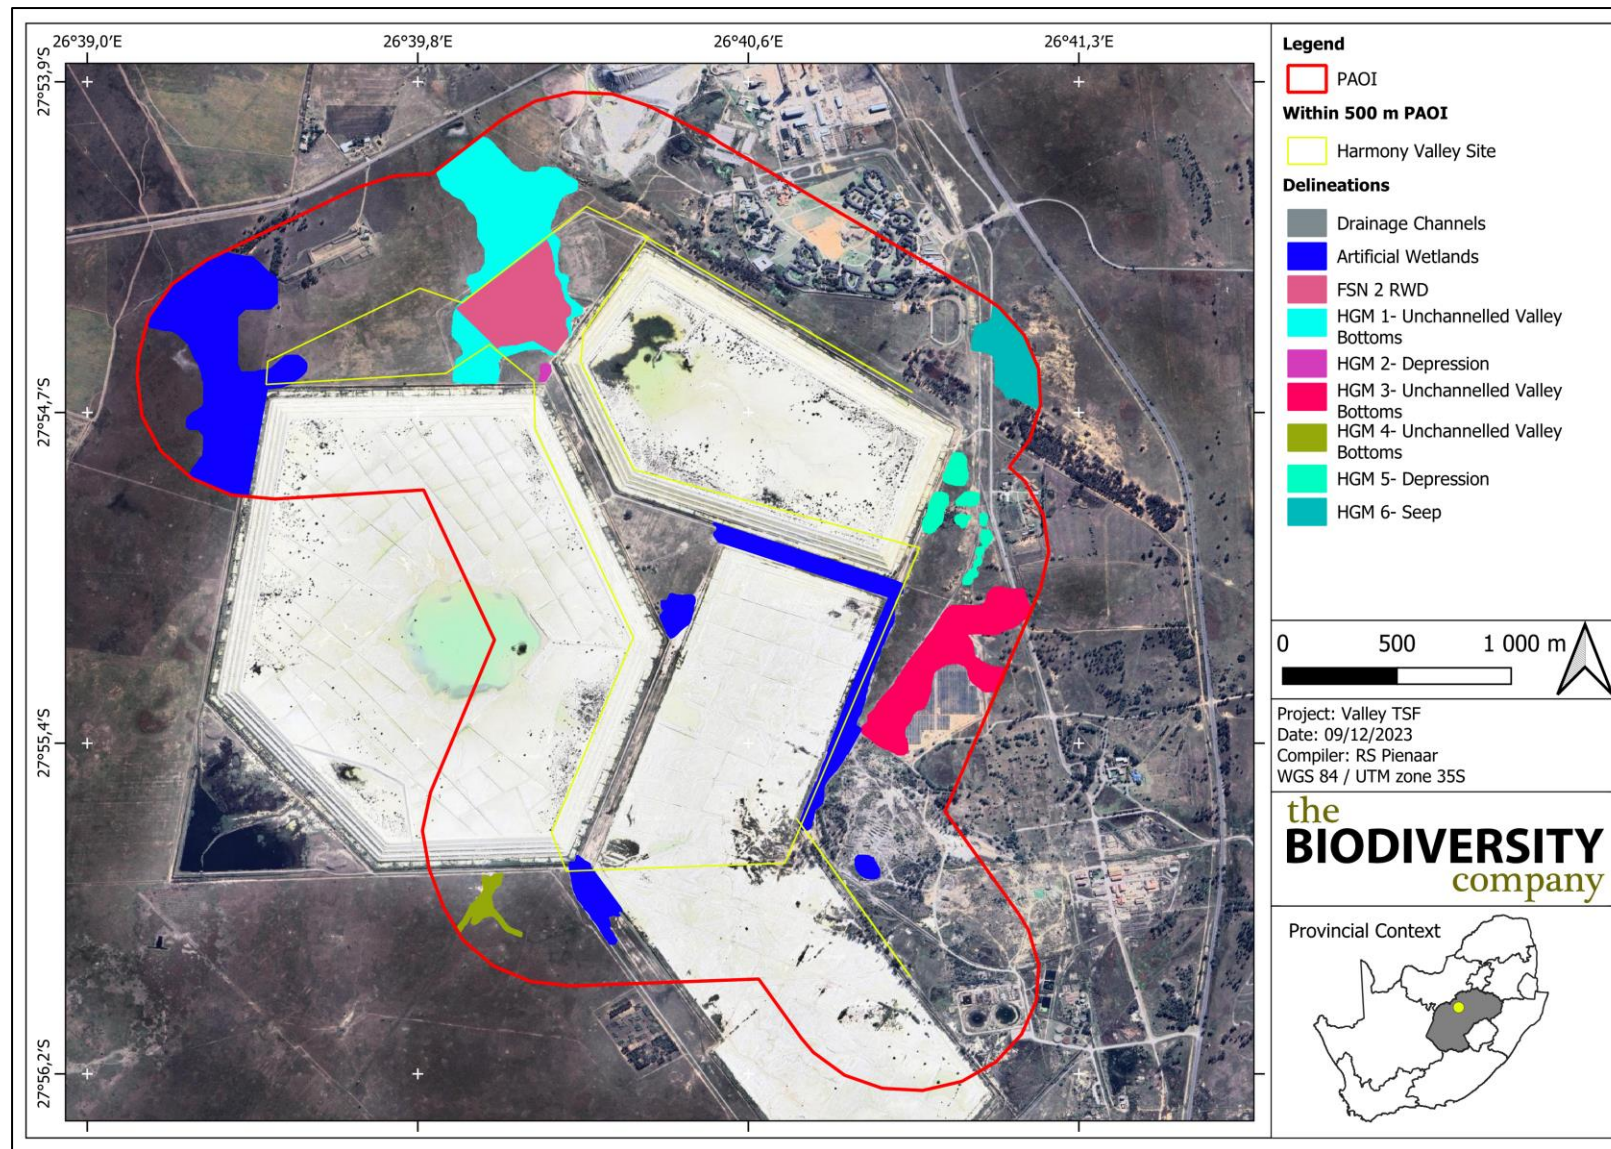 26°39,0′E
26°39,8′E
26°40,6′E
26°41,3′E
27°53,9′S
27°54,7′S
27°55,4′S
27°56,2′S
Legend
PAOI
Within 500 m PAOI
Harmony Valley Site
Delineations
Drainage Channels
Artificial Wetlands
FSN 2 RWD
HGM 1- Unchannelled Valley
Bottoms
HGM 2- Depression
HGM 3- Unchannelled Valley
Bottoms
HGM 4- Unchannelled Valley
Bottoms
HGM 5- Depression
HGM 6- Seep
0 500 1 000 m
Project: Valley TSF
Date: 09/12/2023
Compiler: RS Pienaar
WGS 84 / UTM zone 35S
the
BIODIVERSITY
company
Provincial Context